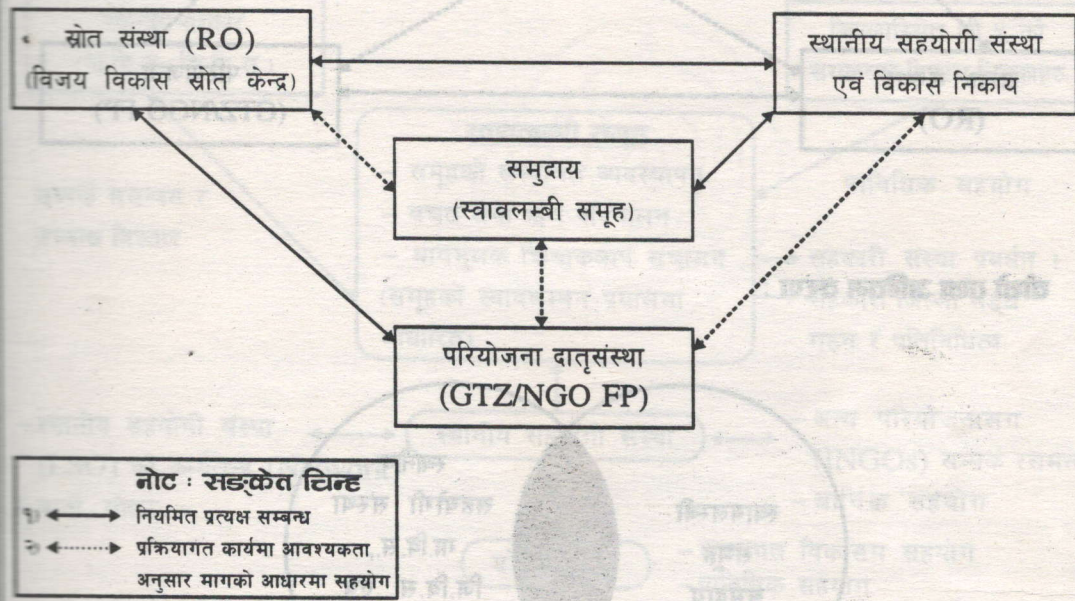 स्रोत संस्था (RO)
(विजय विकास स्रोत केन्द्र)
स्थानीय सहयोगी संस्था
एवं विकास निकाय
समुदाय
(स्वावलम्बी समूह)
परियोजना दातृसंस्था
(GTZ/NGO FP)
नोट : सङ्केत चिन्ह
नियमित प्रत्यक्ष सम्बन्ध
प्रक्रियागत कार्यमा आवश्यकता
अनुसार मागको आधारमा सहयोग